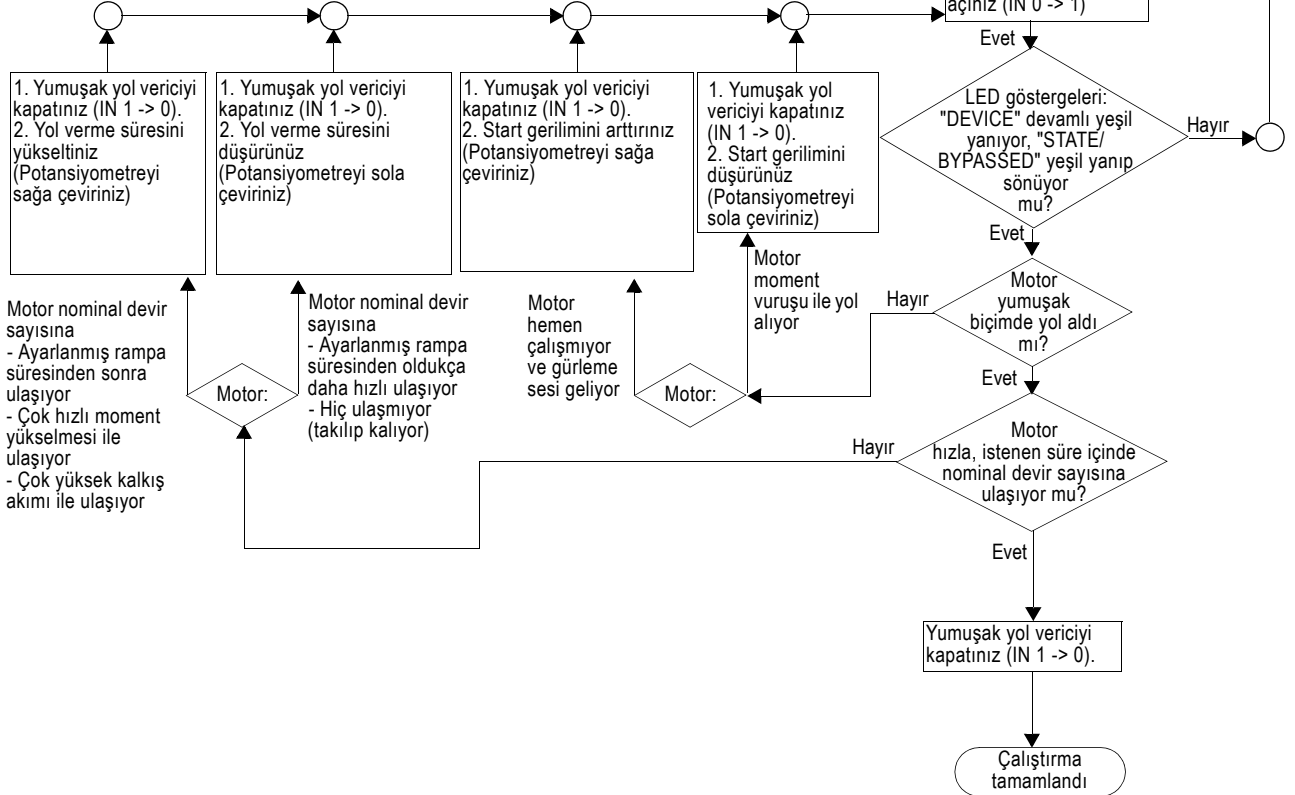 açınız (IN 0 -> 1)
Evet
1. Yumuşak yol vericiyi
kapatınız (IN 1 -> 0).
2. Yol verme süresini
yükseltiniz
(Potansiyometreyi
sağa çeviriniz)
1. Yumuşak yol vericiyi
kapatınız (IN 1 -> 0).
2. Yol verme süresini
düşürünüz
(Potansiyometreyi sola
çeviriniz)
1. Yumuşak yol vericiyi
kapatınız (IN 1 -> 0).
2. Start gerilimini arttırınız
(Potansiyometreyi sağa
çeviriniz)
1. Yumuşak yol
vericiyi kapatınız
(IN 1 -> 0).
2. Start gerilimini
düşürünüz
(Potansiyometreyi
sola çeviriniz)
LED göstergeleri:
"DEVICE" devamlı yeşil
yanıyor, "STATE/
BYPASSED" yeşil yanıp
sönüyor
mu?
Hayır
Evet
Motor nominal devir
sayısına
- Ayarlanmış rampa
süresinden sonra
ulaşıyor
- Çok hızlı moment
yükselmesi ile
ulaşıyor
- Çok yüksek kalkış
akımı ile ulaşıyor
Motor:
Motor nominal devir
sayısına
- Ayarlanmış rampa
süresinden oldukça
daha hızlı ulaşıyor
- Hiç ulaşmıyor
(takılıp kalıyor)
Motor
hemen
çalışmıyor
ve gürleme
sesi geliyor
Motor:
Motor
moment
vuruşu ile yol
alıyor
Hayır
Motor
yumuşak
biçimde yol aldı
mı?
Evet
Hayır
Motor
hızla, istenen süre içinde
nominal devir sayısına
ulaşıyor mu?
Evet
Yumuşak yol vericiyi
kapatınız (IN 1 -> 0).
Çalıştırma
tamamlandı